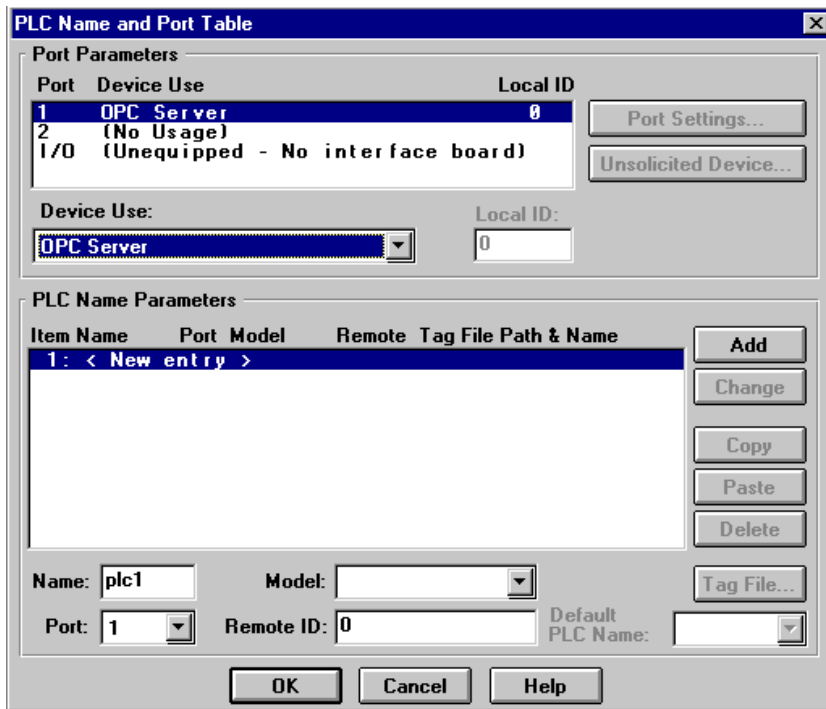 PLC Name and Port Table
Port Parameters
Port Device Use Local ID
1 OPC Server 0
2 (No Usage)
I/O (Unequipped - No interface board)
Port Settings...
Unsolicited Device...
Device Use:
Local ID:
OPC Server
0
PLC Name Parameters
Item Name Port Model Remote Tag File Path & Name
1: < New entry >
Add
Change
Copy
Paste
Delete
Name: plc1 Model: Tag File...
Port: 1 Remote ID: 0 Default
PLC Name:
OK Cancel Help